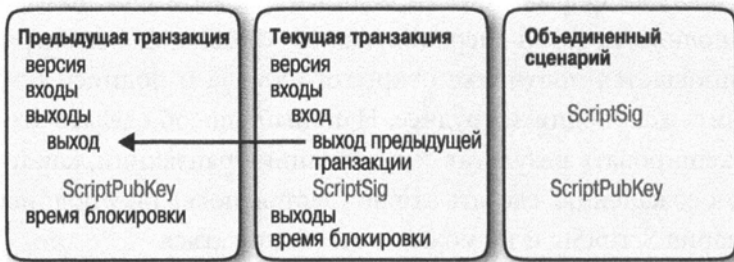 Предыдущая транзакция
версия
входы
выходы
выход
ScriptPubKey
время блокировки
Текущая транзакция
версия
входы
вход
выход предыдущей
транзакции
ScriptSig
выходы
время блокировки
Объединенный
сценарий
ScriptSig
ScriptPubKey